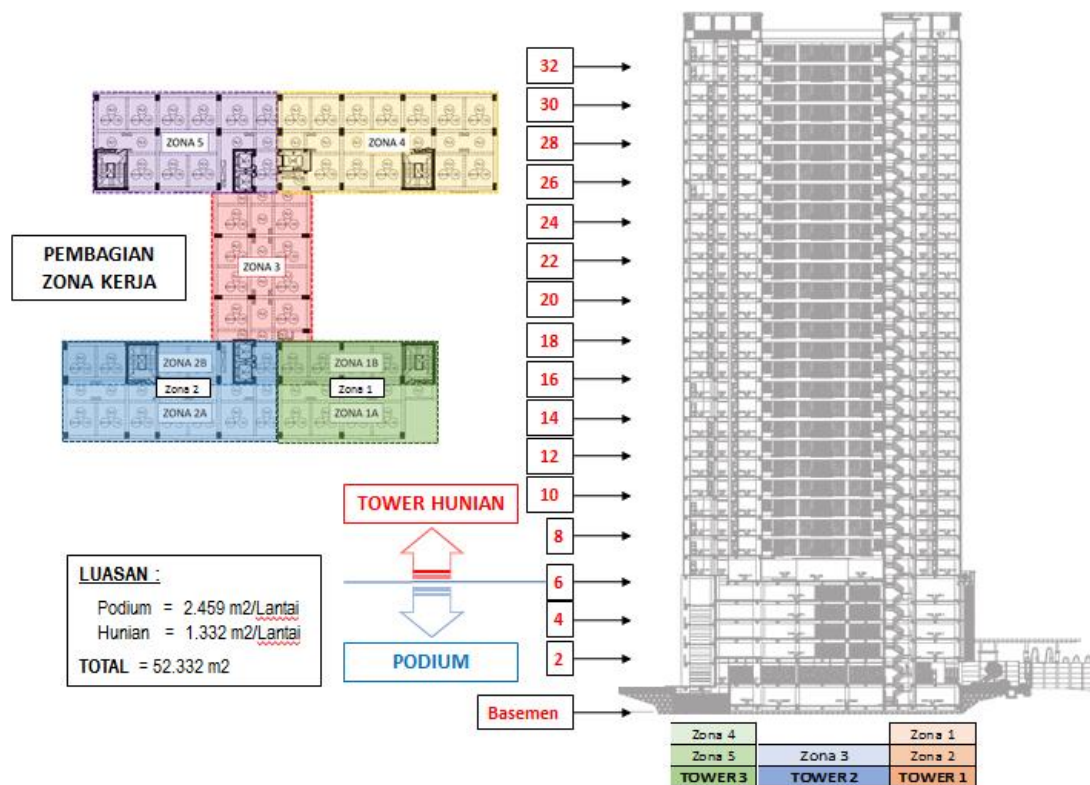 ZONA 5
ZONA 4
ZONA 3
PEMBAGIAN
ZONA KERJA
ZONA 2B
ZONA 1B
Zona 2
Zona 1
ZONA 2A
ZONA 1A
32
30
28
26
24
22
20
18
16
14
12
10
8
6
4
2
Basemen
TOWER HUNIAN
PODIUM
LUASAN :
Podium = 2.459 m2/Lantai
Hunian = 1.332 m2/Lantai
TOTAL = 52.332 m2
Zona 4
Zona 1
Zona 5
Zona 3
Zona 2
TOWER 3
TOWER 2
TOWER 1